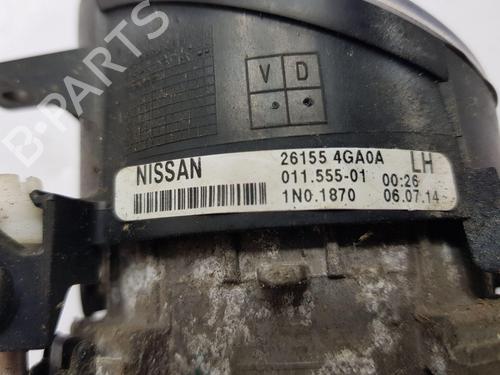 V D
NISSAN 26155 4GA0A LH
011.555-01 00:26
1N0.1870 06.07.14
B-PARTS